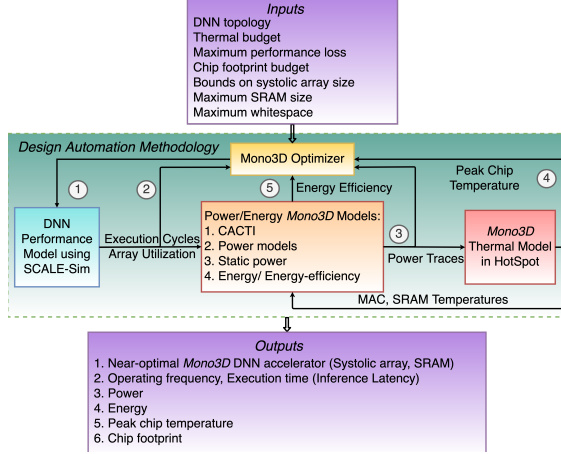 Inputs
DNN topology
Thermal budget
Maximum performance loss
Chip footprint budget
Bounds on systolic array size
Maximum SRAM size
Maximum whitespace
Design Automation Methodology
Mono3D Optimizer
1
2
5
Energy Efficiency
Peak Chip
Temperature
4
DNN
Performance
Model using
SCALE-Sim
Execution Cycles
Array Utilization
Power/Energy Mono3D Models:
1. CACTI
2. Power models
3. Static power
4. Energy/ Energy-efficiency
3
Power Traces
Mono3D
Thermal Model
in HotSpot
MAC, SRAM Temperatures
Outputs
1. Near-optimal Mono3D DNN accelerator (Systolic array, SRAM)
2. Operating frequency, Execution time (Inference Latency)
3. Power
4. Energy
5. Peak chip temperature
6. Chip footprint